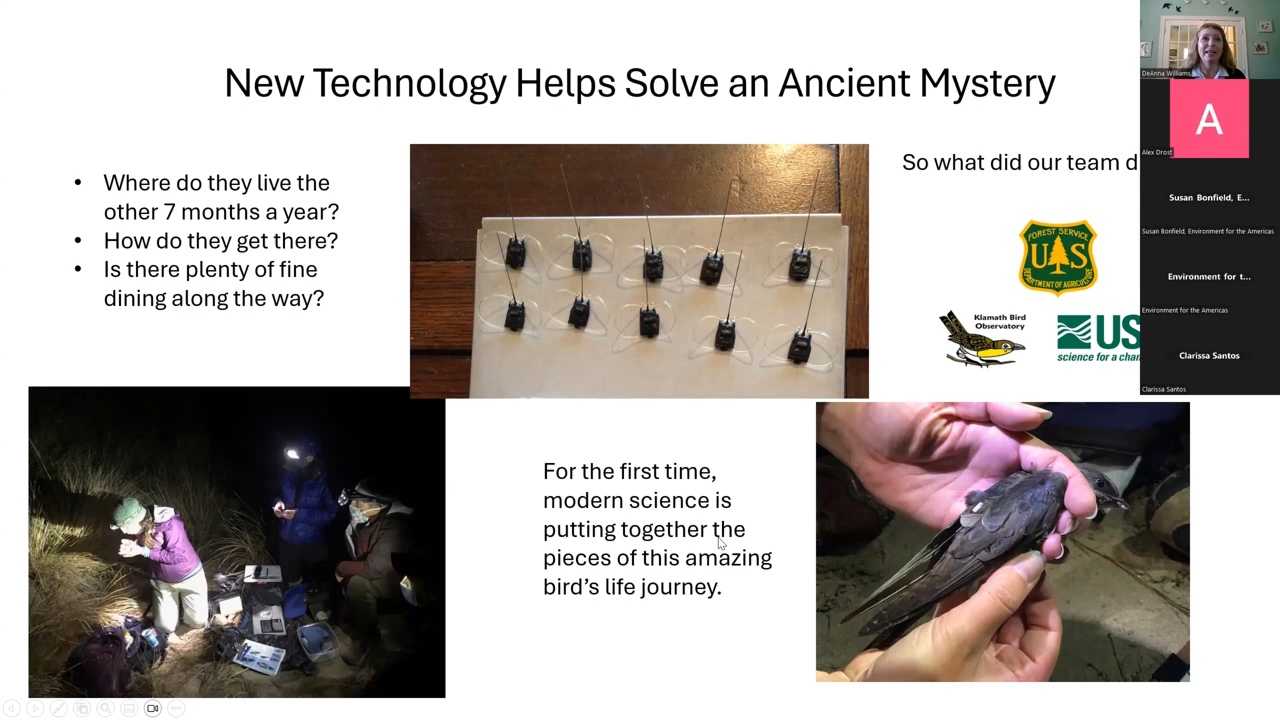 New Technology Helps Solve an Ancient Mystery
• Where do they live the
other 7 months a year?
• How do they get there?
• Is there plenty of fine
dining along the way?
So what did our team d
FOREST SERVICE
UAS
DEPARTMENT OF AGRICULTURE
Klamath Bird
Observatory
US
science for a chan
For the first time,
modern science is
putting together the
pieces of this amazing
bird’s life journey.
DeAnna Williams
A
Alex Drost
Susan Bonfield, E...
Susan Bonfield, Environment for the Americas
Environment for t...
Environment for the Americas
Clarissa Santos
Clarissa Santos